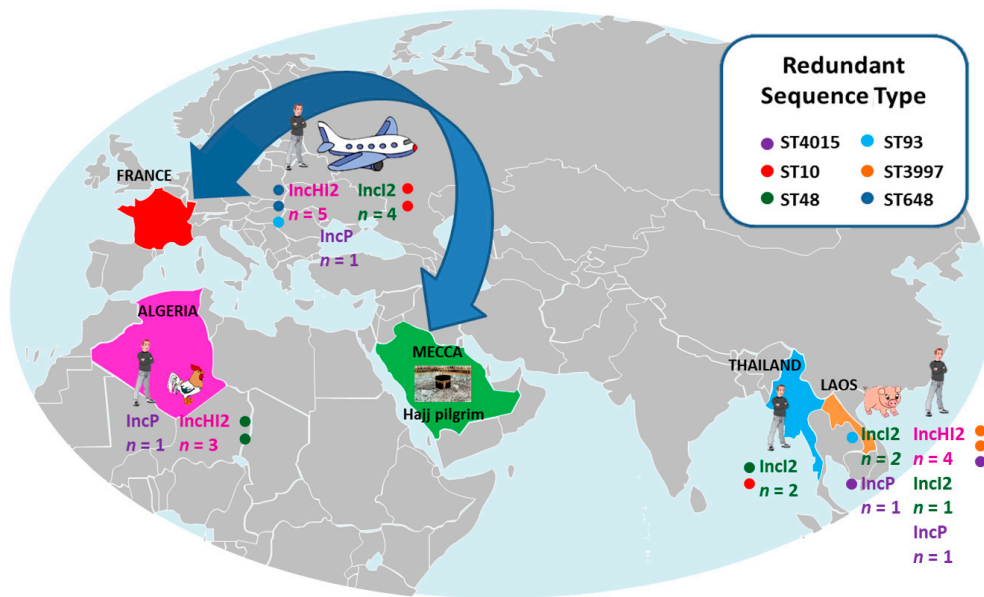 Redundant
Sequence Type
ST4015 ST93
ST10 ST3997
ST48 ST648
FRANCE
IncHI2 IncI2
n = 5 n = 4
IncP
n = 1
ALGERIA
IncP IncHI2
n = 1 n = 3
MECCA
Hajj pilgrim
THAILAND
IncI2
n = 2
LAOS
IncI2 IncHI2
n = 2 n = 4
IncP IncI2
n = 1 n = 1
IncP
n = 1